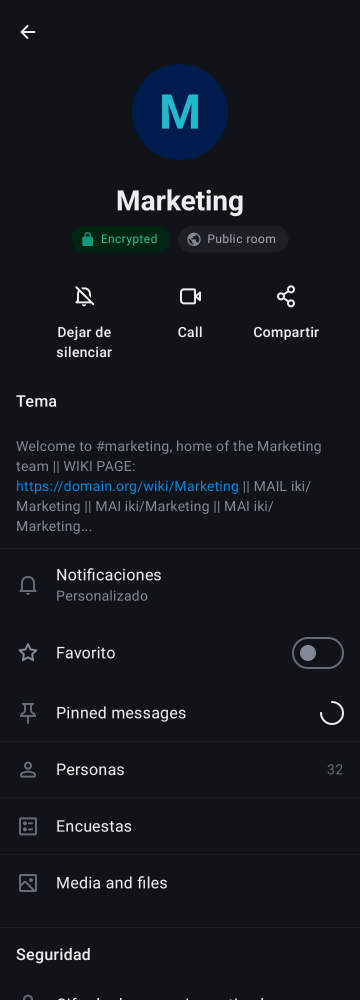 M
Marketing
Encrypted
Public room
Dejar de
silenciar
Call
Compartir
Tema
Welcome to #marketing, home of the Marketing
team || WIKI PAGE:
https://domain.org/wiki/Marketing || MAIL iki/
Marketing || MAI iki/Marketing || MAI iki/
Marketing...
Notificaciones
Personalizado
Favorito
Pinned messages
Personas 32
Encuestas
Media and files
Seguridad